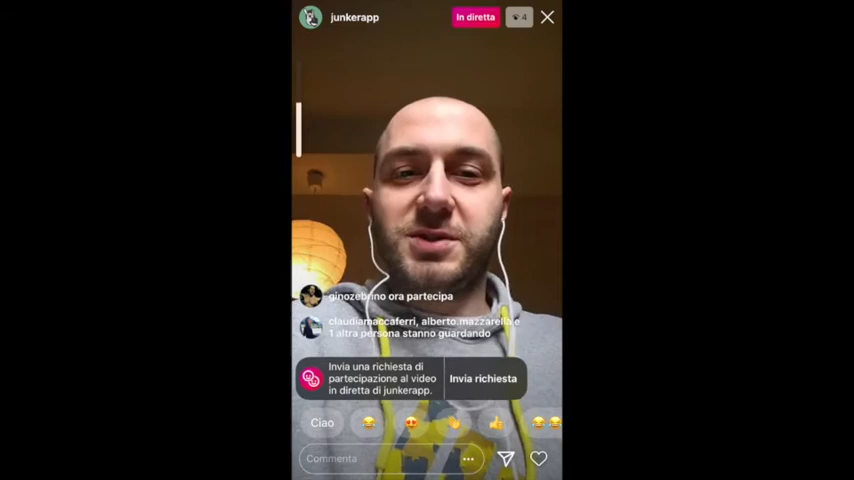 junkerapp
In diretta
4
ginozebrino ora partecipa
claudiamaccaferri, alberto.mazzarella e
1 altra persona stanno guardando
Invia una richiesta di
partecipazione al video
in diretta di junkerapp.
Invia richiesta
Ciao
Commenta